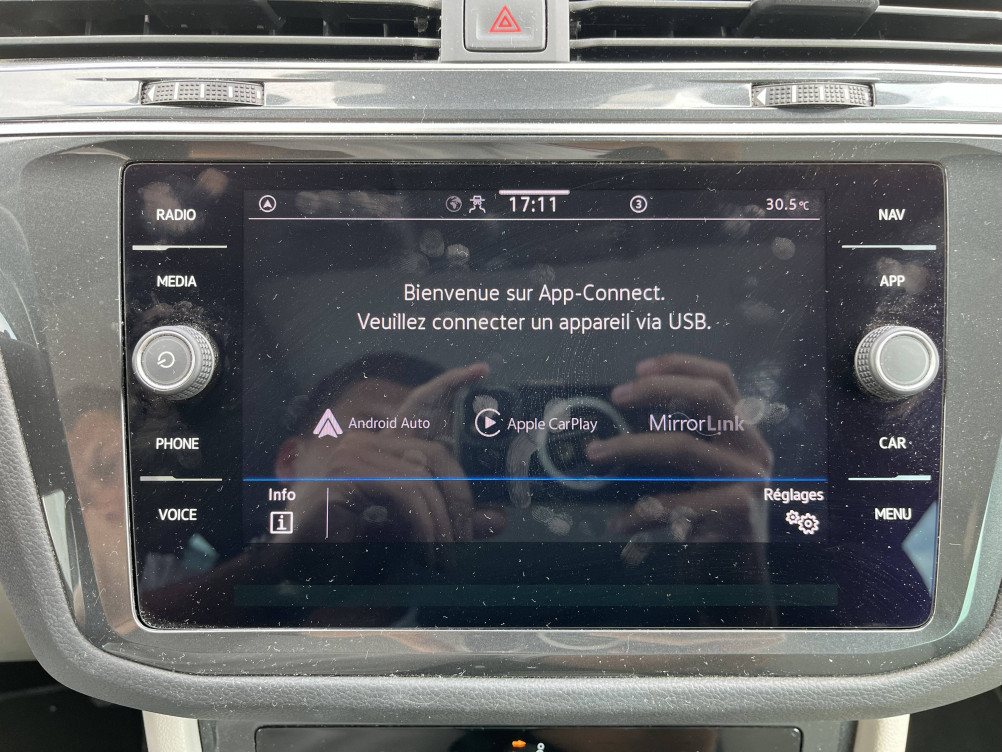 17:11
3
30.5°C
RADIO
NAV
MEDIA
APP
Bienvenue sur App-Connect.
Veuillez connecter un appareil via USB.
Android Auto
Apple CarPlay
MirrorLink
PHONE
CAR
Info
Réglages
VOICE
MENU